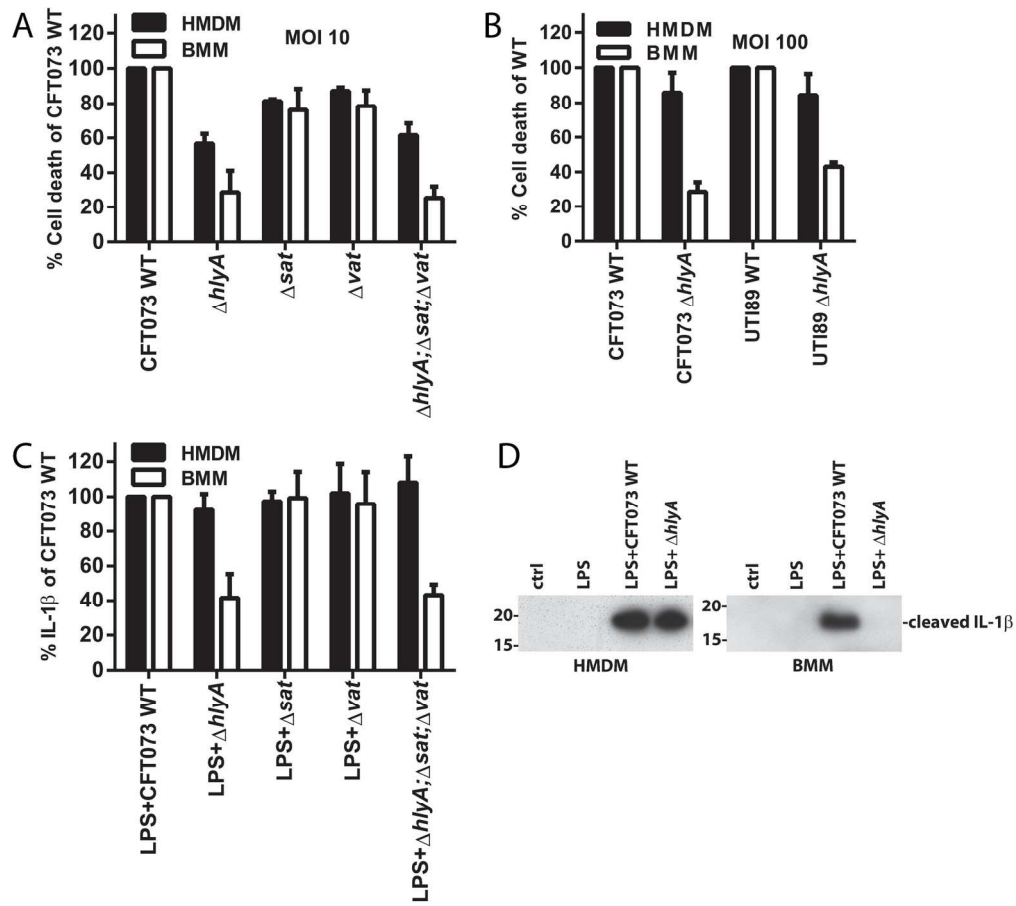 A
% Cell death of CFT073 WT
HMDM
BMM
MOI 10
120
100
80
60
40
20
0
CFT073 WT
ΔhlyA
Δsat
Δvat
ΔhlyA;Δsat;Δvat
B
% Cell death of WT
HMDM
BMM
MOI 100
120
100
80
60
40
20
0
CFT073 WT
CFT073 ΔhlyA
UTI89 WT
UTI89 ΔhlyA
C
% IL-1β of CFT073 WT
HMDM
BMM
120
100
80
60
40
20
0
LPS+CFT073 WT
LPS+ΔhlyA
LPS+Δsat
LPS+Δvat
LPS+ΔhlyA;Δsat;Δvat
D
ctrl
LPS
LPS+CFT073 WT
LPS+ ΔhlyA
20-
15-
HMDM
ctrl
LPS
LPS+CFT073 WT
LPS+ ΔhlyA
20-
15-
-cleaved IL-1β
BMM